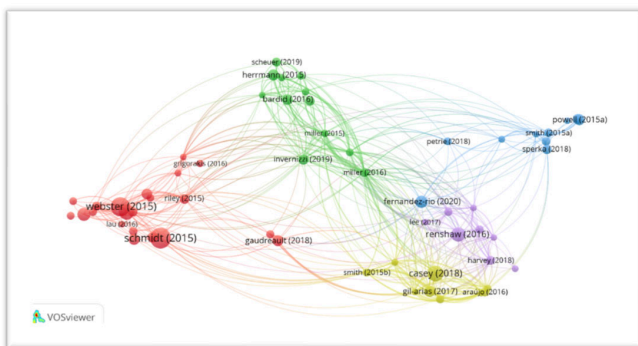 scheuer (2019)
herrmann (2015)
bardid (2016)
powell (2015a)
miller (2015)
smith (2015a)
petrie (2018)
sperka (2018)
invernizzi (2019)
(2016)
miller (2016)
riley (2015)
fernandez-rio (2020)
webster (2015)
lee (2017)
lau (2016)
renshaw (2016)
schmidt (2015)
gaudreault (2018)
harvey (2018)
smith (2015b)
casey (2018)
gil-arias (2017)
araújo (2016)
VOSviewer